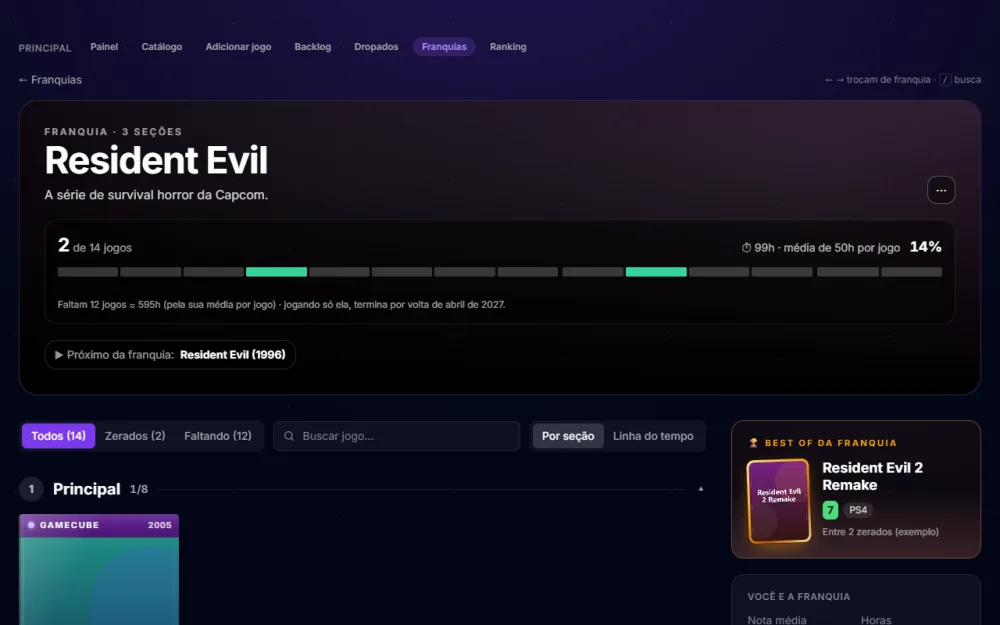 PRINCIPAL Painel Catálogo Adicionar jogo Backlog Dropados Franquias Ranking
← Franquias
← → trocam de franquia · / busca
FRANQUIA · 3 SEÇÕES
Resident Evil
A série de survival horror da Capcom.
...
2 de 14 jogos
99h · média de 50h por jogo 14%
Faltam 12 jogos ≈ 595h (pela sua média por jogo) · jogando só ela, termina por volta de abril de 2027.
▶ Próximo da franquia: Resident Evil (1996)
Todos (14) Zerados (2) Faltando (12)
Buscar jogo...
Por seção Linha do tempo
1 Principal 1/8
GAMECUBE 2005
BEST OF DA FRANQUIA
Resident Evil
2 Remake
Resident Evil 2
Remake
7 PS4
Entre 2 zerados (exemplo)
VOCÊ E A FRANQUIA
Nota média Horas